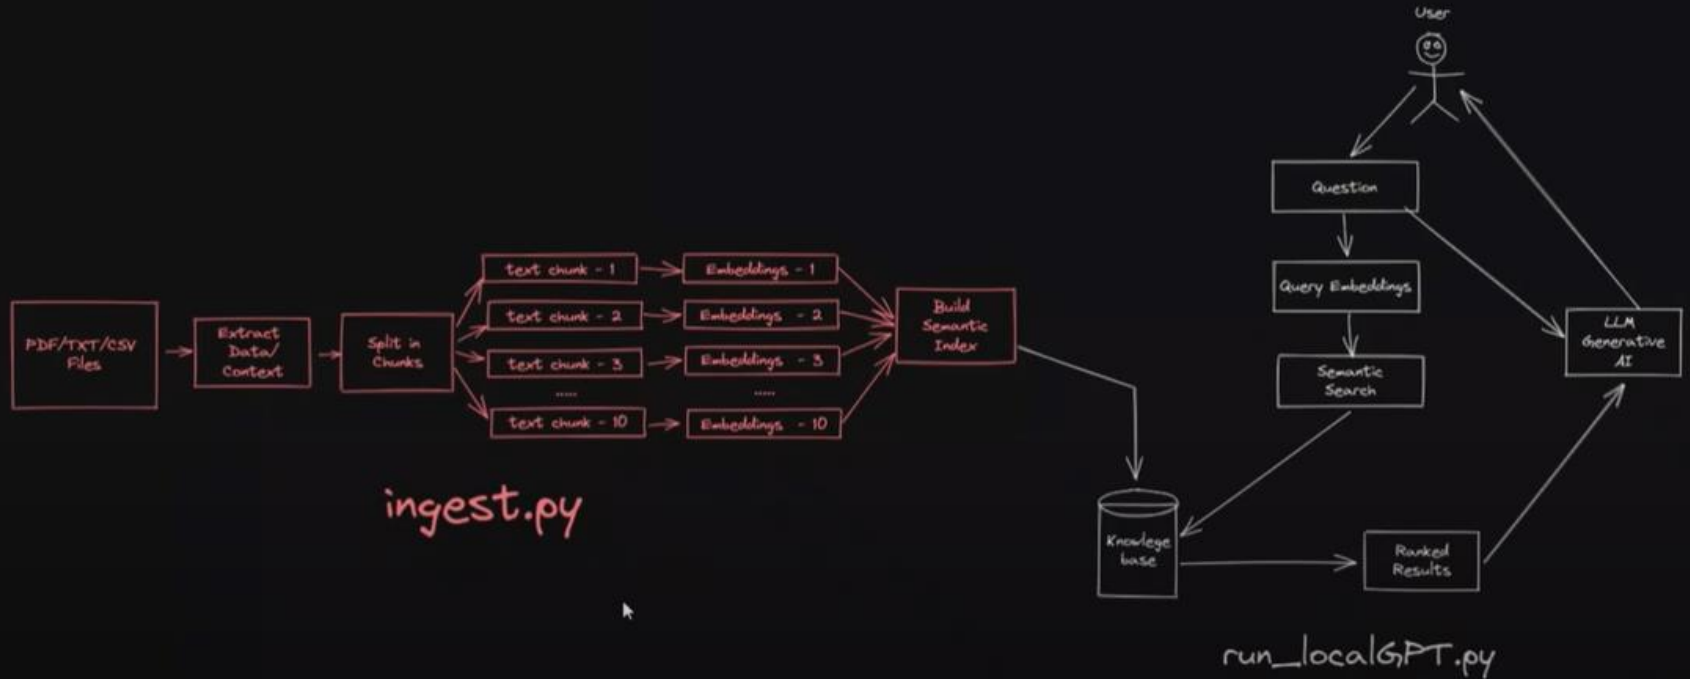 User
Question
Query Embeddings
Semantic
Search
LLM
Generative
AI
PDF/TXT/CSV
Files
Extract
Data/
Context
Split in
Chunks
text chunk - 1
text chunk - 2
text chunk - 3
.....
text chunk - 10
Embeddings - 1
Embeddings - 2
Embeddings - 3
.....
Embeddings - 10
Build
Semantic
Index
ingest.py
Knowlege
base
Ranked
Results
run_localGPT.py